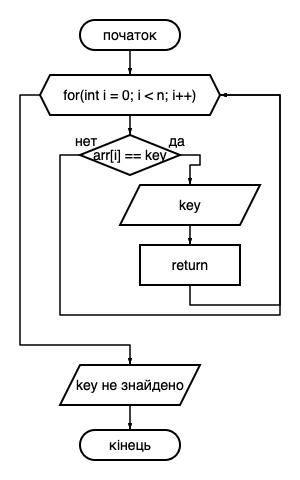 початок
for(int i = 0; i < n; i++)
нет
да
arr[i] == key
key
return
key не знайдено
кінець